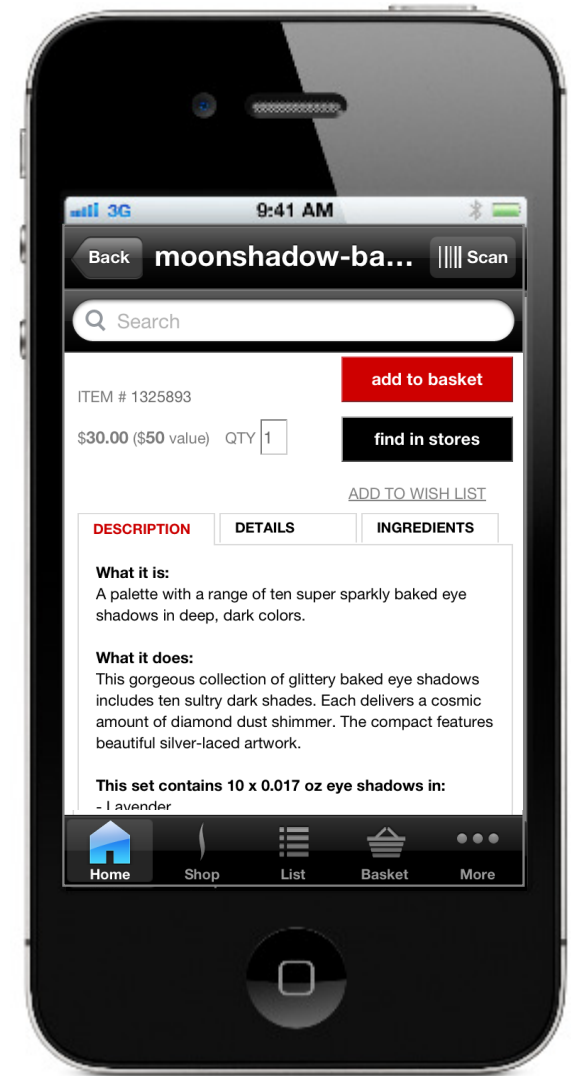 3G 9:41 AM
Back moonshadow-ba... Scan
Search
ITEM # 1325893
add to basket
$30.00 ($50 value) QTY 1
find in stores
ADD TO WISH LIST
DESCRIPTION DETAILS INGREDIENTS
What it is:
A palette with a range of ten super sparkly baked eye
shadows in deep, dark colors.
What it does:
This gorgeous collection of glittery baked eye shadows
includes ten sultry dark shades. Each delivers a cosmic
amount of diamond dust shimmer. The compact features
beautiful silver-laced artwork.
This set contains 10 x 0.017 oz eye shadows in:
- Lavender
Home Shop List Basket More